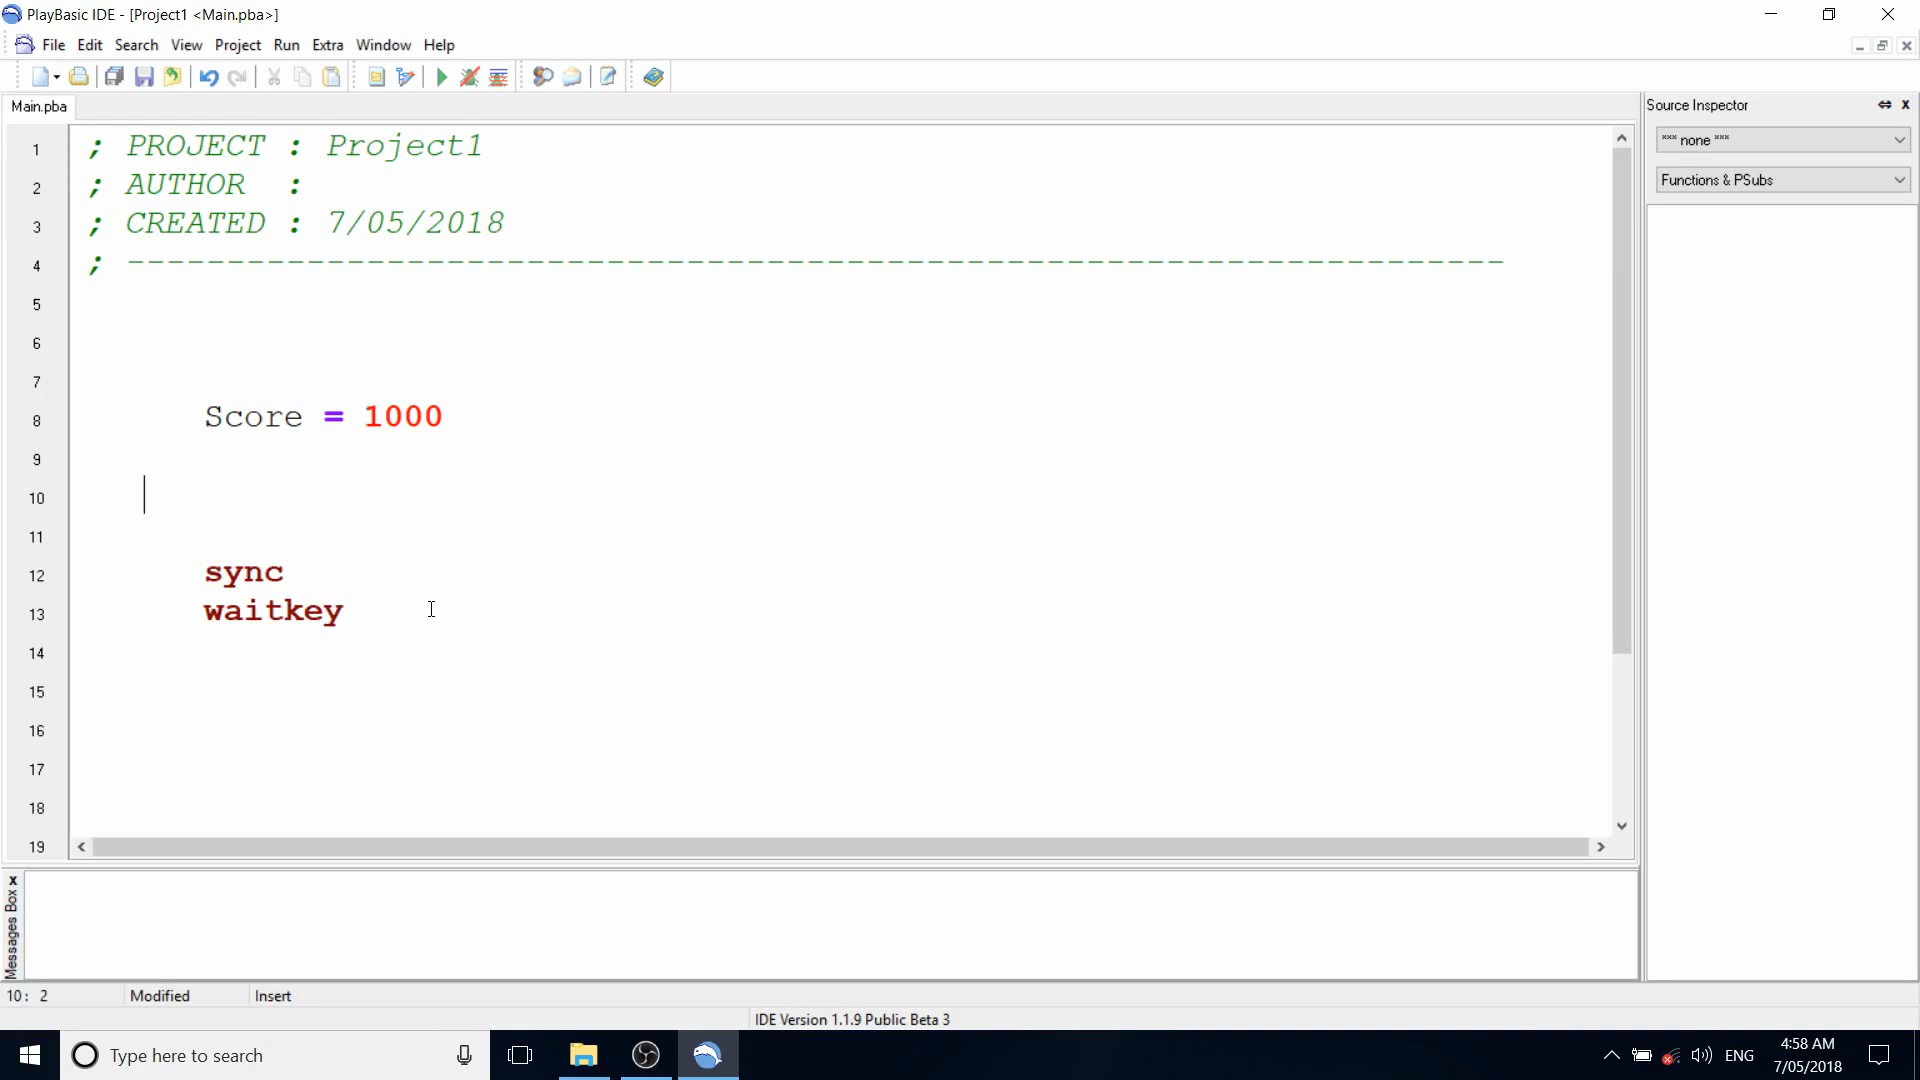 PlayBasic IDE - [Project1 <Main.pba>]
File Edit Search View Project Run Extra Window Help
Main.pba
Source Inspector
*** none ***
Functions & PSubs
1 ; PROJECT : Project1
2 ; AUTHOR :
3 ; CREATED : 7/05/2018
4 ; ---------------------------------------------------------------------
5
6
7
8 Score = 1000
9
10
11
12 sync
13 waitkey
14
15
16
17
18
19
Messages Box
10: 2 Modified Insert
IDE Version 1.1.9 Public Beta 3
Type here to search
ENG
4:58 AM
7/05/2018